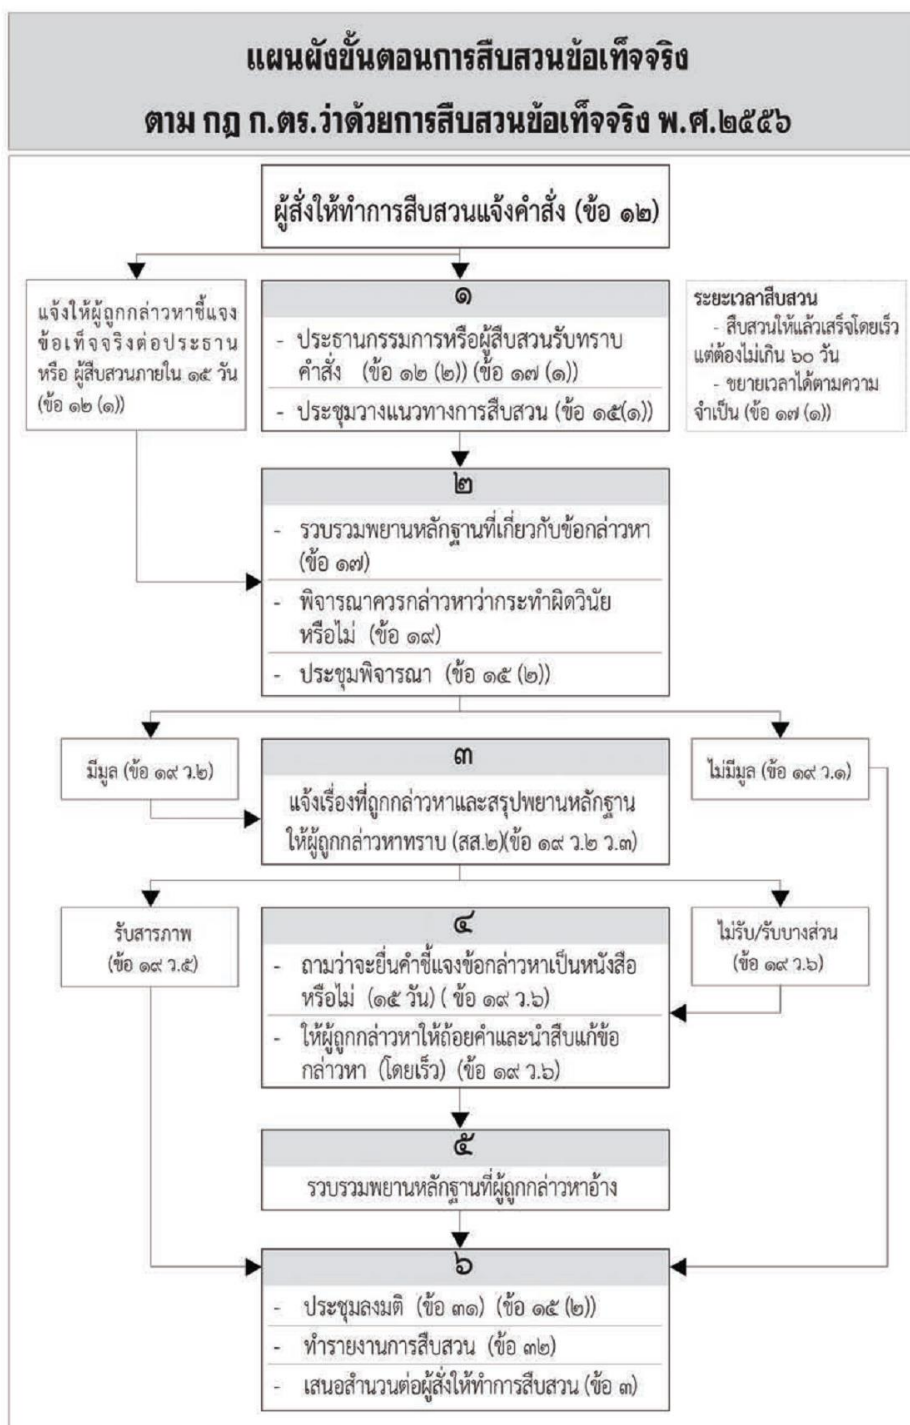 แผนผังขั้นตอนการสืบสวนข้อเท็จจริง
ตาม กฎ ก.ตร.ว่าด้วยการสืบสวนข้อเท็จจริง พ.ศ.๒๕๕๖
ผู้สั่งให้ทำการสืบสวนแจ้งคำสั่ง (ข้อ ๑๒)
แจ้งให้ผู้ถูกกล่าวหาชี้แจง
ข้อเท็จจริงต่อประธาน
หรือ ผู้สืบสวนภายใน ๑๕ วัน
(ข้อ ๑๒ (๑))
๑
- ประธานกรรมการหรือผู้สืบสวนรับทราบ
คำสั่ง (ข้อ ๑๒ (๒)) (ข้อ ๑๗ (๑))
- ประชุมวางแนวทางการสืบสวน (ข้อ ๑๕(๑))
ระยะเวลาสืบสวน
- สืบสวนให้แล้วเสร็จโดยเร็ว
แต่ต้องไม่เกิน ๖๐ วัน
- ขยายเวลาได้ตามความ
จำเป็น (ข้อ ๑๗ (๑))
๒
- รวบรวมพยานหลักฐานที่เกี่ยวกับข้อกล่าวหา
(ข้อ ๑๗)
- พิจารณาควรกล่าวหาว่ากระทำผิดวินัย
หรือไม่ (ข้อ ๑๙)
- ประชุมพิจารณา (ข้อ ๑๕ (๒))
มีมูล (ข้อ ๑๙ ว.๒)
๓
แจ้งเรื่องที่ถูกกล่าวหาและสรุปพยานหลักฐาน
ให้ผู้ถูกกล่าวหาทราบ (สส.๒)(ข้อ ๑๙ ว.๒ ว.๓)
ไม่มีมูล (ข้อ ๑๙ ว.๑)
รับสารภาพ
(ข้อ ๑๙ ว.๕)
๔
- ถามว่าจะยื่นคำชี้แจงข้อกล่าวหาเป็นหนังสือ
หรือไม่ (๑๕ วัน) ( ข้อ ๑๙ ว.๖)
- ให้ผู้ถูกกล่าวหาให้ถ้อยคำและนำสืบแก้ข้อ
กล่าวหา (โดยเร็ว) (ข้อ ๑๙ ว.๖)
ไม่รับ/รับบางส่วน
(ข้อ ๑๙ ว.๖)
๕
รวบรวมพยานหลักฐานที่ผู้ถูกกล่าวหาอ้าง
๖
- ประชุมลงมติ (ข้อ ๓๑) (ข้อ ๑๕ (๒))
- ทำรายงานการสืบสวน (ข้อ ๓๒)
- เสนอสำนวนต่อผู้สั่งให้ทำการสืบสวน (ข้อ ๓)